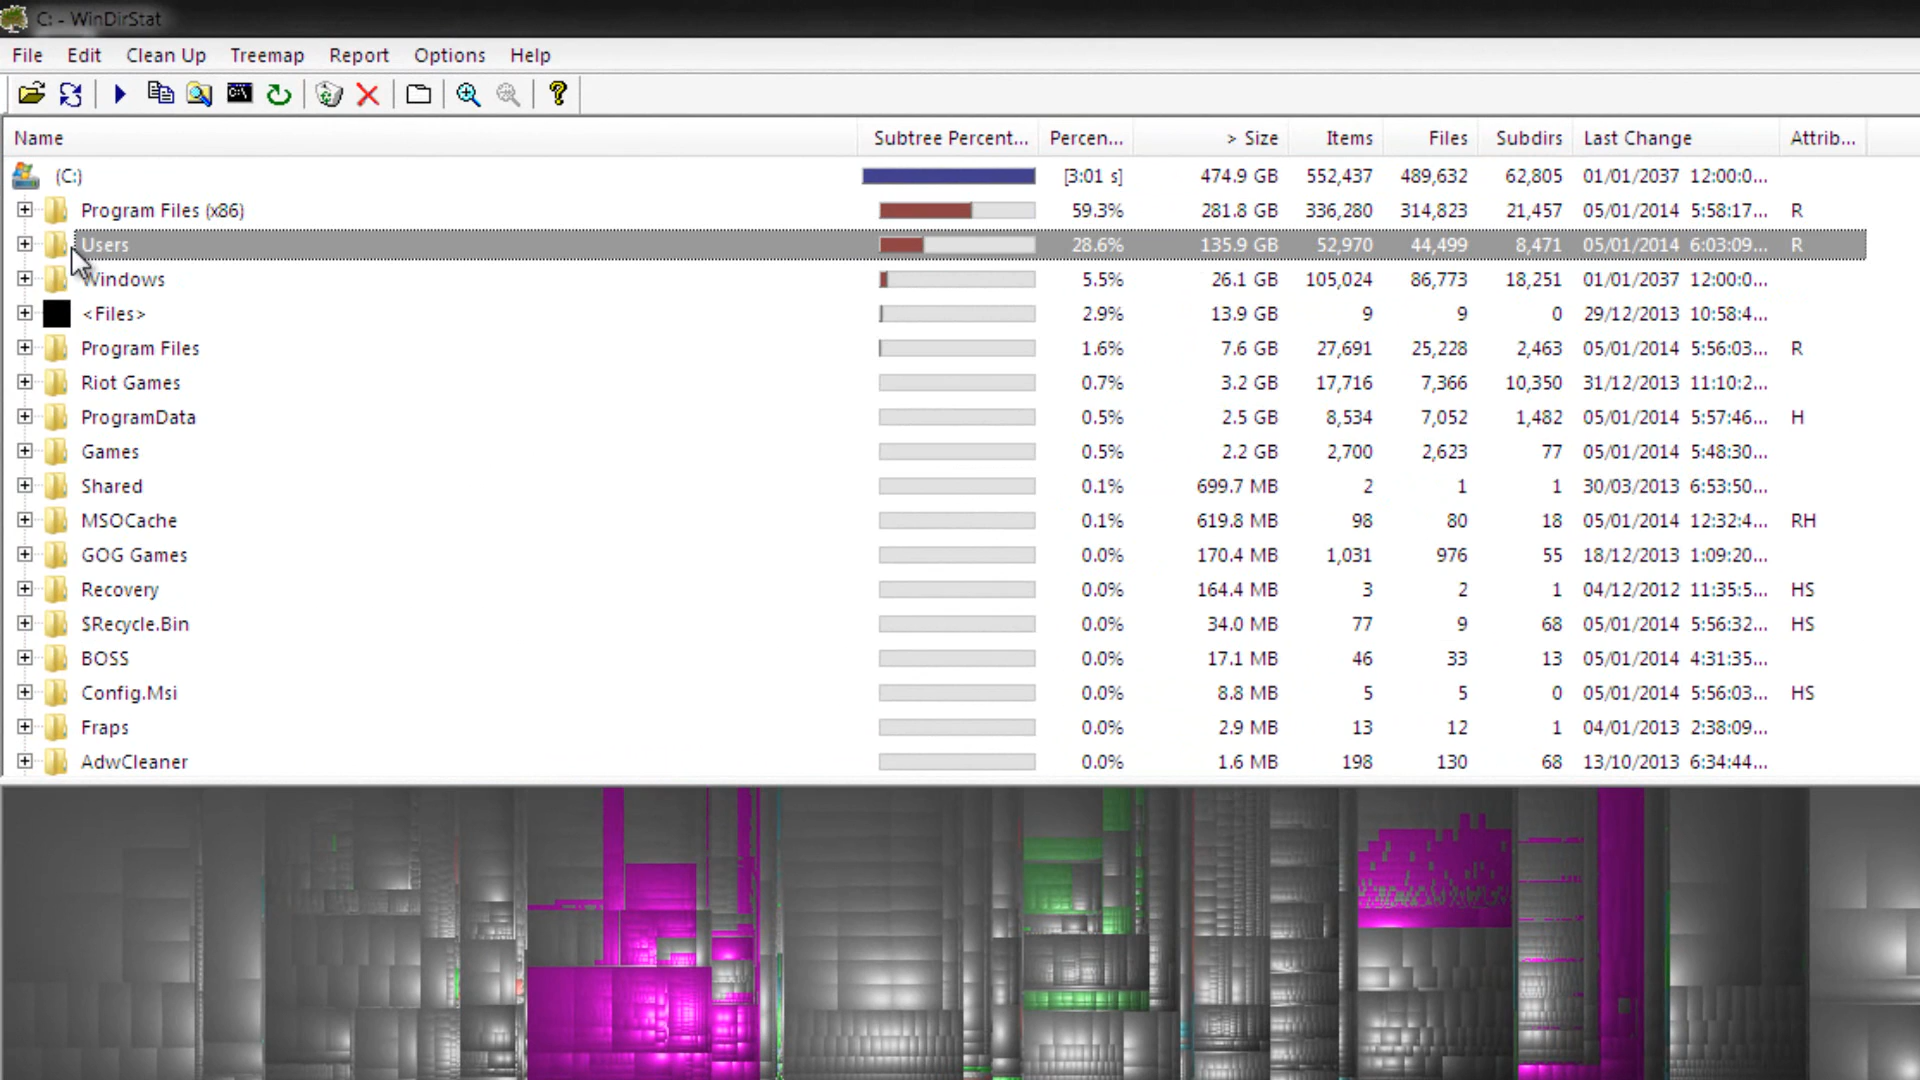 C: - WinDirStat
File Edit Clean Up Treemap Report Options Help
Name Subtree Percent... Percen... > Size Items Files Subdirs Last Change Attrib...
(C:) [3:01 s] 474.9 GB 552,437 489,632 62,805 01/01/2037 12:00:0...
Program Files (x86) 59.3% 281.8 GB 336,280 314,823 21,457 05/01/2014 5:58:17... R
Users 28.6% 135.9 GB 52,970 44,499 8,471 05/01/2014 6:03:09... R
Windows 5.5% 26.1 GB 105,024 86,773 18,251 01/01/2037 12:00:0...
<Files> 2.9% 13.9 GB 9 9 0 29/12/2013 10:58:4...
Program Files 1.6% 7.6 GB 27,691 25,228 2,463 05/01/2014 5:56:03... R
Riot Games 0.7% 3.2 GB 17,716 7,366 10,350 31/12/2013 11:10:2...
ProgramData 0.5% 2.5 GB 8,534 7,052 1,482 05/01/2014 5:57:46... H
Games 0.5% 2.2 GB 2,700 2,623 77 05/01/2014 5:48:30...
Shared 0.1% 699.7 MB 2 1 1 30/03/2013 6:53:50...
MSOCache 0.1% 619.8 MB 98 80 18 05/01/2014 12:32:4... RH
GOG Games 0.0% 170.4 MB 1,031 976 55 18/12/2013 1:09:20...
Recovery 0.0% 164.4 MB 3 2 1 04/12/2012 11:35:5... HS
$Recycle.Bin 0.0% 34.0 MB 77 9 68 05/01/2014 5:56:32... HS
BOSS 0.0% 17.1 MB 46 33 13 05/01/2014 4:31:35...
Config.Msi 0.0% 8.8 MB 5 5 0 05/01/2014 5:56:03... HS
Fraps 0.0% 2.9 MB 13 12 1 04/01/2013 2:38:09...
AdwCleaner 0.0% 1.6 MB 198 130 68 13/10/2013 6:34:44...